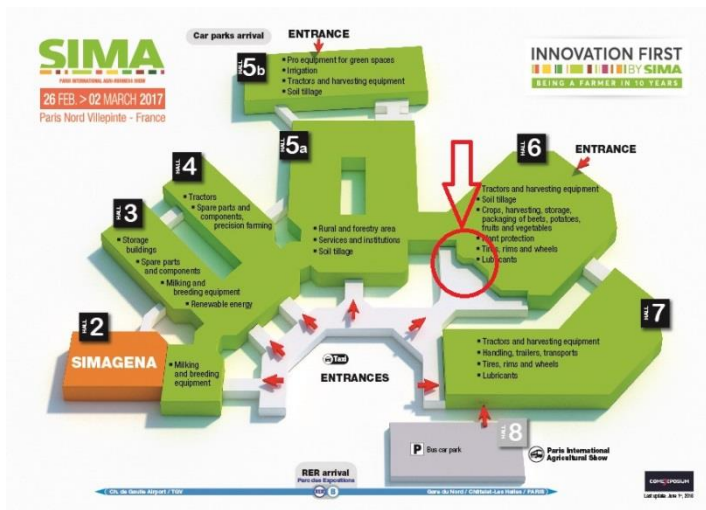 SIMA
PARIS INTERNATIONAL AGRI-BUSINESS SHOW
26 FEB. > 02 MARCH 2017
Paris Nord Villepinte - France
Car parks arrival
ENTRANCE
INNOVATION FIRST
BY SIMA
BEING A FARMER IN 10 YEARS
HALL 5b
• Pro equipment for green spaces
• Irrigation
• Tractors and harvesting equipment
• Soil tillage
HALL 5a
• Rural and forestry area
• Services and institutions
• Soil tillage
HALL 6
ENTRANCE
Tractors and harvesting equipment
• Soil tillage
• Crops, harvesting, storage,
packaging of beets, potatoes,
fruits and vegetables
• Plant protection
• Tires, rims and wheels
• Lubricants
HALL 4
• Tractors
• Spare parts and
components,
precision farming
HALL 3
• Storage
buildings
• Spare parts
and components
• Milking and
breeding equipment
• Renewable energy
HALL 2
SIMAGENA
• Milking
and breeding
equipment
HALL 7
• Tractors and harvesting equipment
• Handling, trailers, transports
• Tires, rims and wheels
• Lubricants
Taxi
ENTRANCES
HALL 8
P Bus car park
Paris International
Agricultural Show
RER arrival
Parc des Expositions
RER B
Ch. de Gaulle Airport / TGV
Gare du Nord / Châtelet-Les Halles / PARIS
COMEXPOSIUM